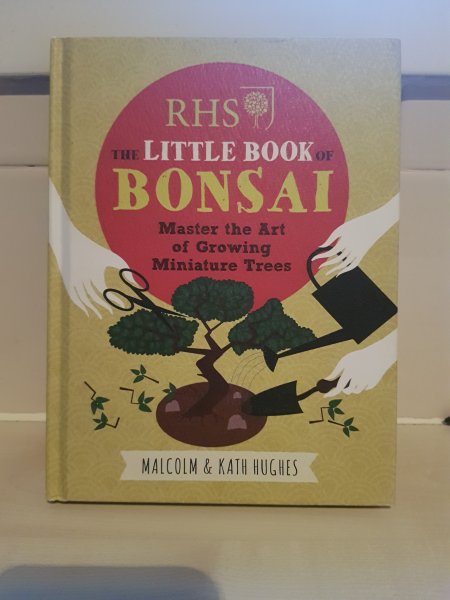 RHS
THE LITTLE BOOK OF
BONSAI
Master the Art
of Growing
Miniature Trees
MALCOLM & KATH HUGHES